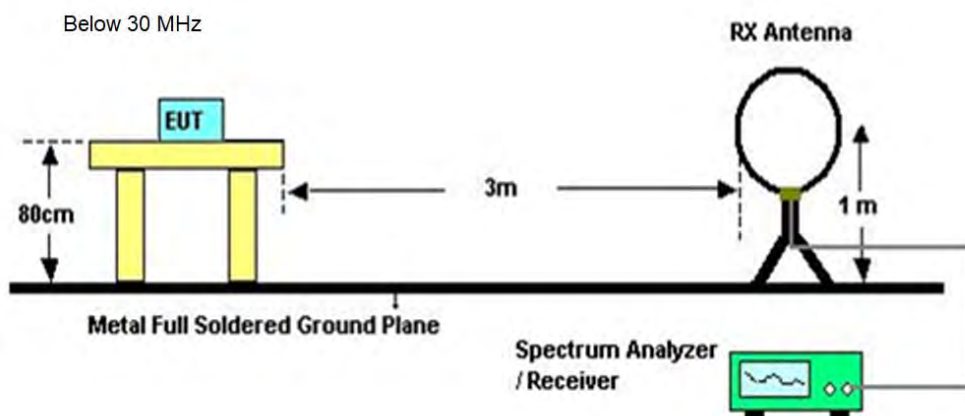 Below 30 MHz
RX Antenna
EUT
3m
80cm
1 m
Metal Full Soldered Ground Plane
Spectrum Analyzer
/ Receiver